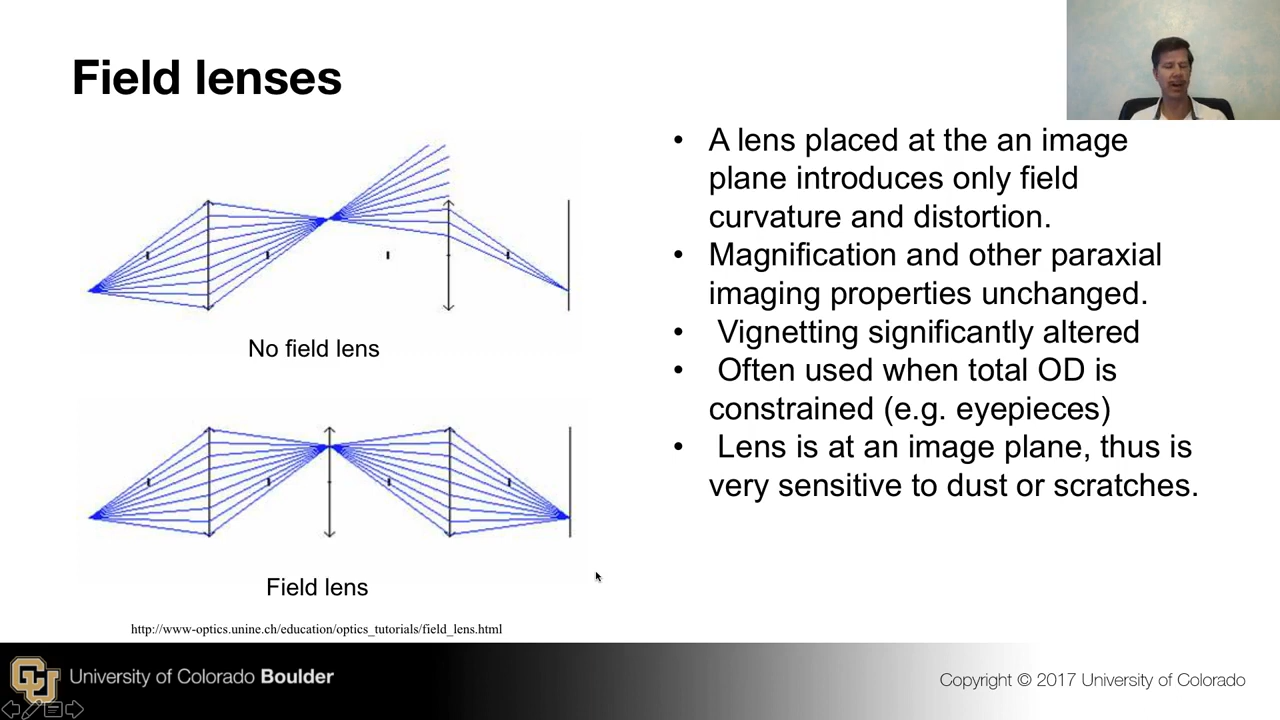 Field lenses
No field lens
Field lens
http://www-optics.unine.ch/education/optics_tutorials/field_lens.html
• A lens placed at the an image
plane introduces only field
curvature and distortion.
• Magnification and other paraxial
imaging properties unchanged.
• Vignetting significantly altered
• Often used when total OD is
constrained (e.g. eyepieces)
• Lens is at an image plane, thus is
very sensitive to dust or scratches.
CU
University of Colorado Boulder
Copyright © 2017 University of Colorado